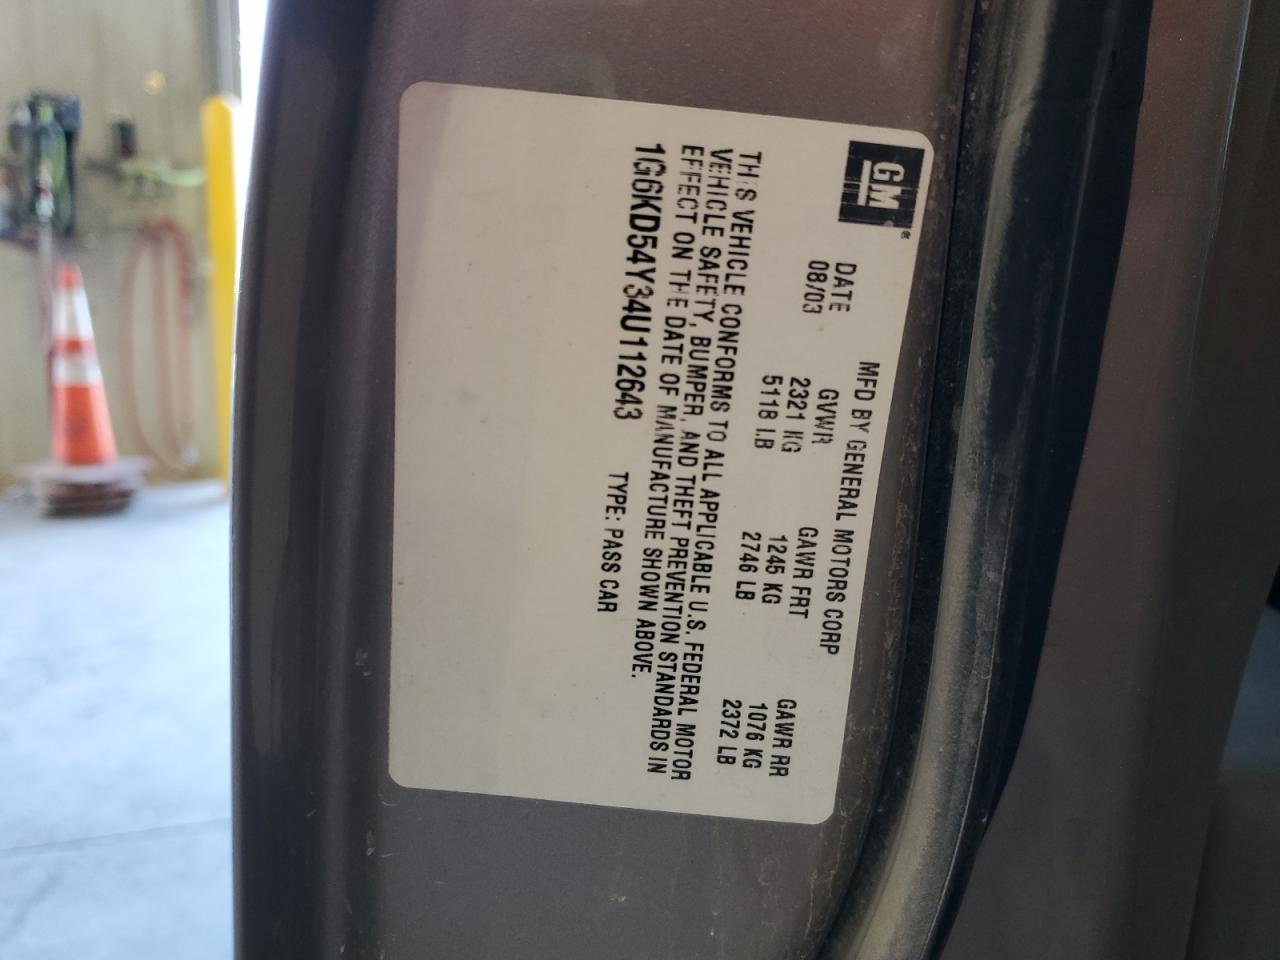 GM
®
MFD BY GENERAL MOTORS CORP
DATE GVWR GAWR FRT GAWR RR
08/03 2321 KG 1245 KG 1076 KG
5118 LB 2746 LB 2372 LB
THIS VEHICLE CONFORMS TO ALL APPLICABLE U.S. FEDERAL MOTOR
VEHICLE SAFETY, BUMPER, AND THEFT PREVENTION STANDARDS IN
EFFECT ON THE DATE OF MANUFACTURE SHOWN ABOVE.
1G6KD54Y34U112643 TYPE: PASS CAR